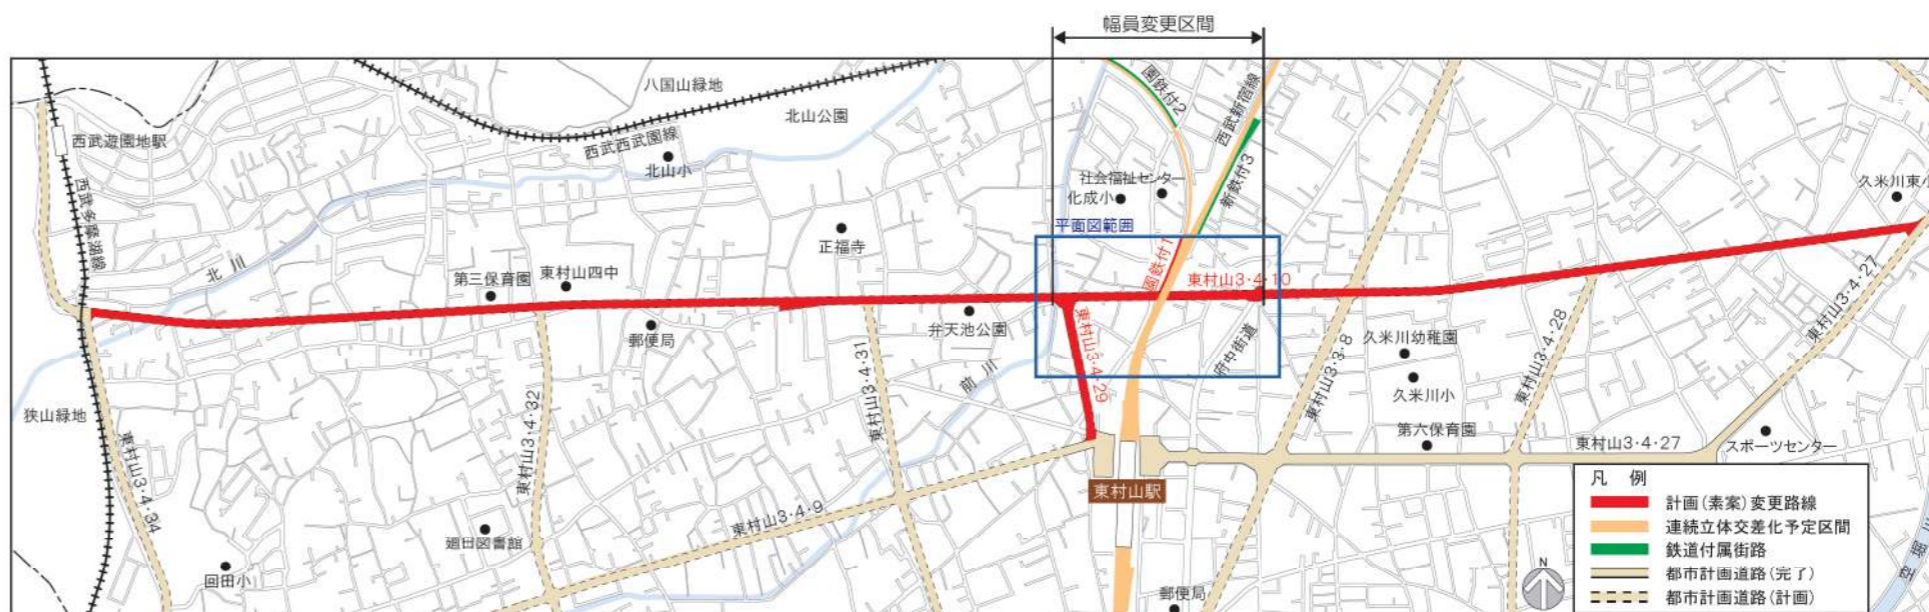 幅員変更区間
八国山緑地
北山公園
西武遊園地駅
西武西武園線
北山小
西武多摩湖線
北川
園鉄付2
西武新宿線
社会福祉センター
化成小
新鉄付3
久米川東小
平面図範囲
正福寺
第三保育園
東村山四中
園鉄付1
東村山3・4・10
東村山3・4・27
郵便局
弁天池公園
東村山3・4・29
府中街道
久米川幼稚園
東村山3・4・28
前川
東村山3・4・31
東村山3・3・8
久米川小
狭山緑地
東村山3・4・32
東村山3・4・34
第六保育園
東村山3・4・27
スポーツセンター
東村山駅
東村山3・4・9
廻田図書館
回田小
郵便局
凡例
計画(素案)変更路線
連続立体交差化予定区間
鉄道付属街路
都市計画道路(完了)
都市計画道路(計画)
N
空堀